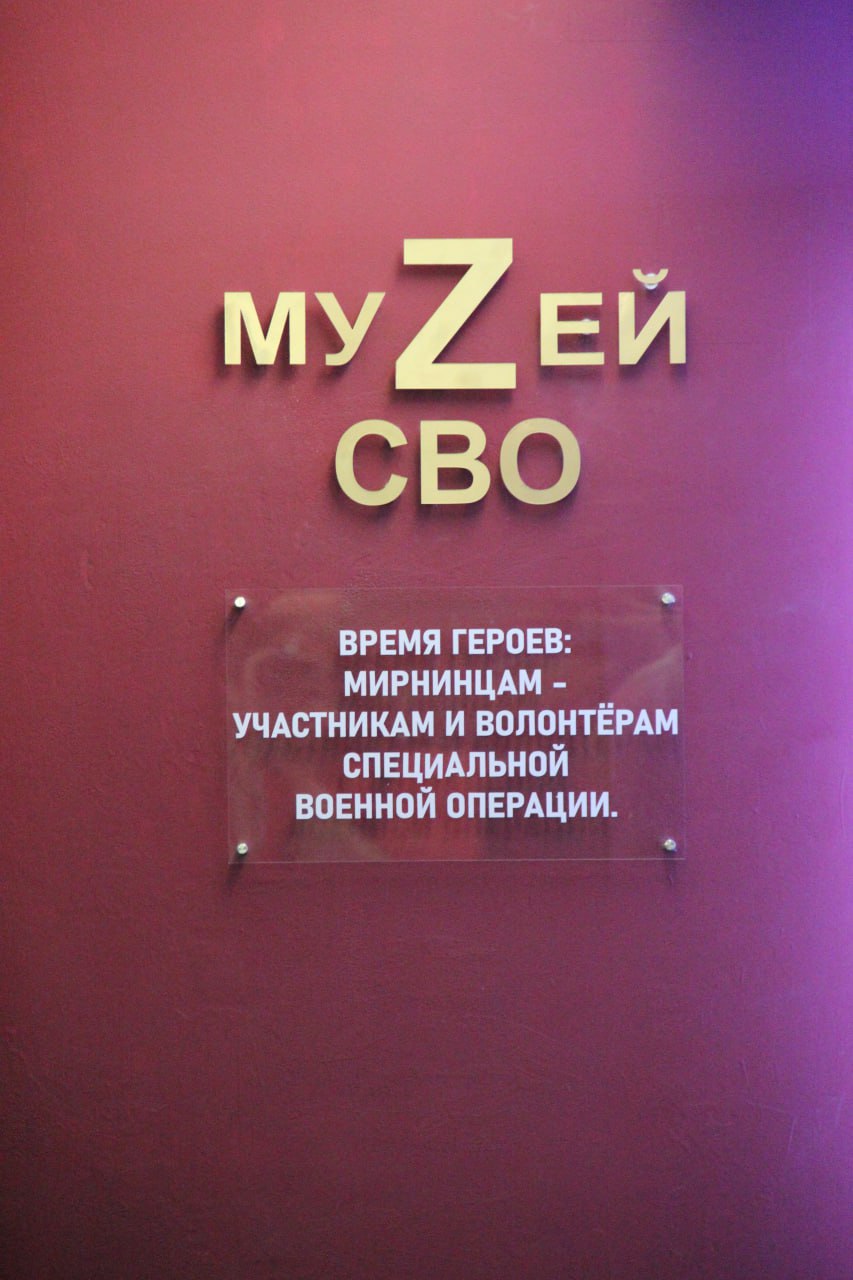 МУZЕЙ
СВО
ВРЕМЯ ГЕРОЕВ:
МИРНИНЦАМ -
УЧАСТНИКАМ И ВОЛОНТЁРАМ
СПЕЦИАЛЬНОЙ
ВОЕННОЙ ОПЕРАЦИИ.